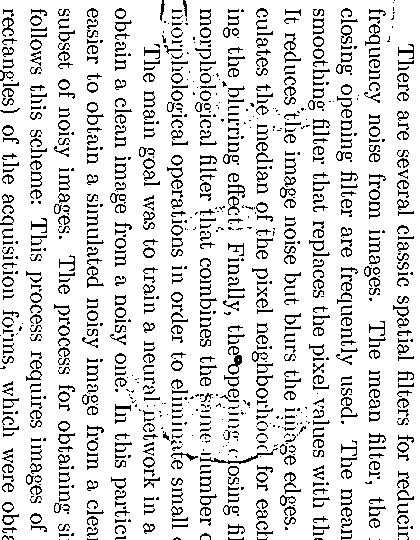 There are several classic spatial filters for reducin
frequency noise from images. The mean filter, the
closing opening filter are frequently used. The mean
smoothing filter that replaces the pixel values with the
It reduces the image noise but blurs the image edges.
culates the median of the pixel neighborhood for each
ing the blurring effect. Finally, the opening closing fil
morphological filter that combines the same number o
morphological operations in order to eliminate small
The main goal was to train a neural network in a
obtain a clean image from a noisy one. In this partic
easier to obtain a simulated noisy image from a clea
subset of noisy images. The process for obtaining si
follows this scheme. This process requires images of
rectangles) of the acquisition forms, which were obta